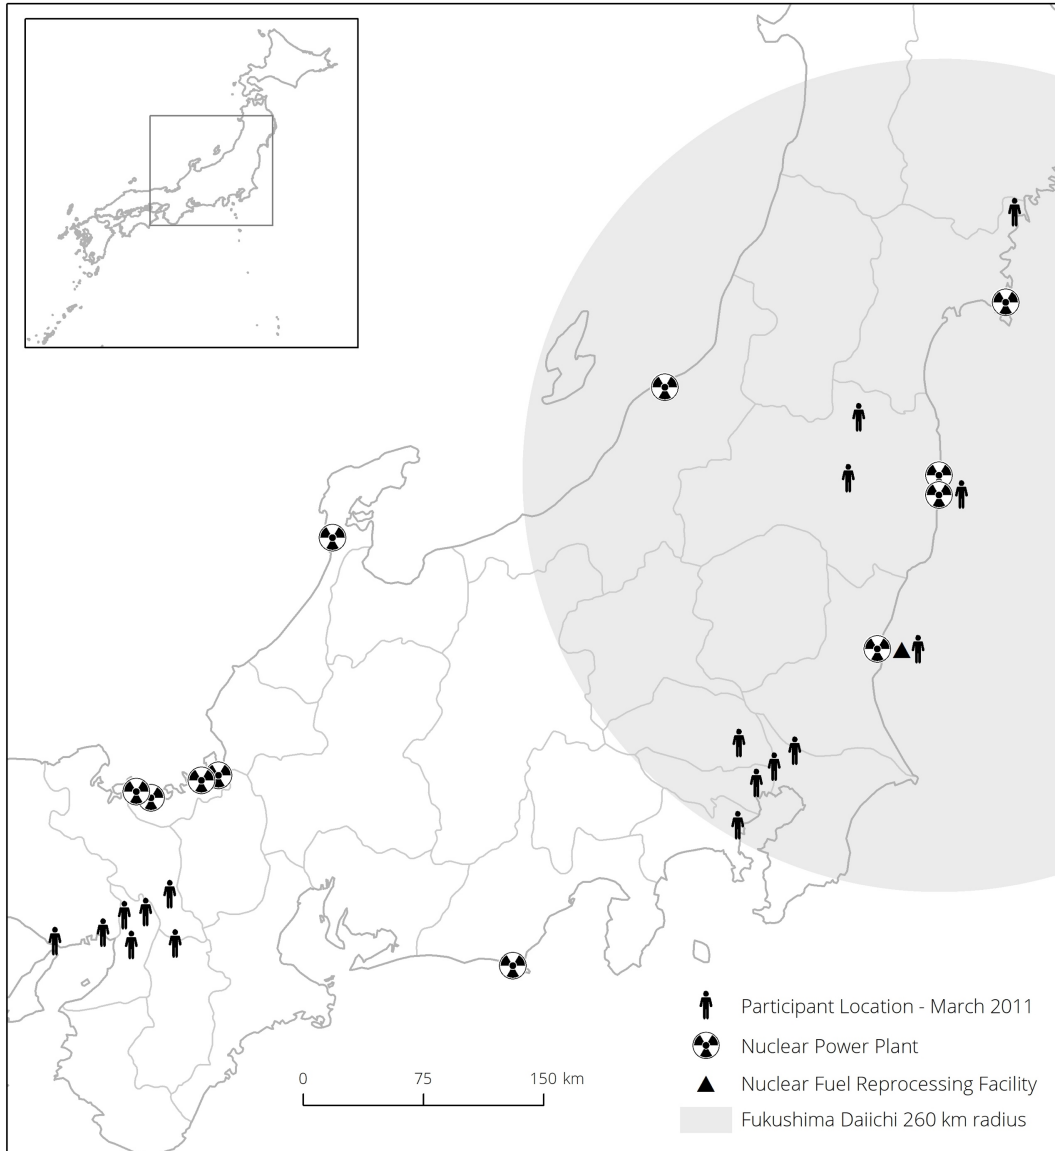 Participant Location - March 2011
Nuclear Power Plant
0 75 150 km
Nuclear Fuel Reprocessing Facility
Fukushima Daiichi 260 km radius